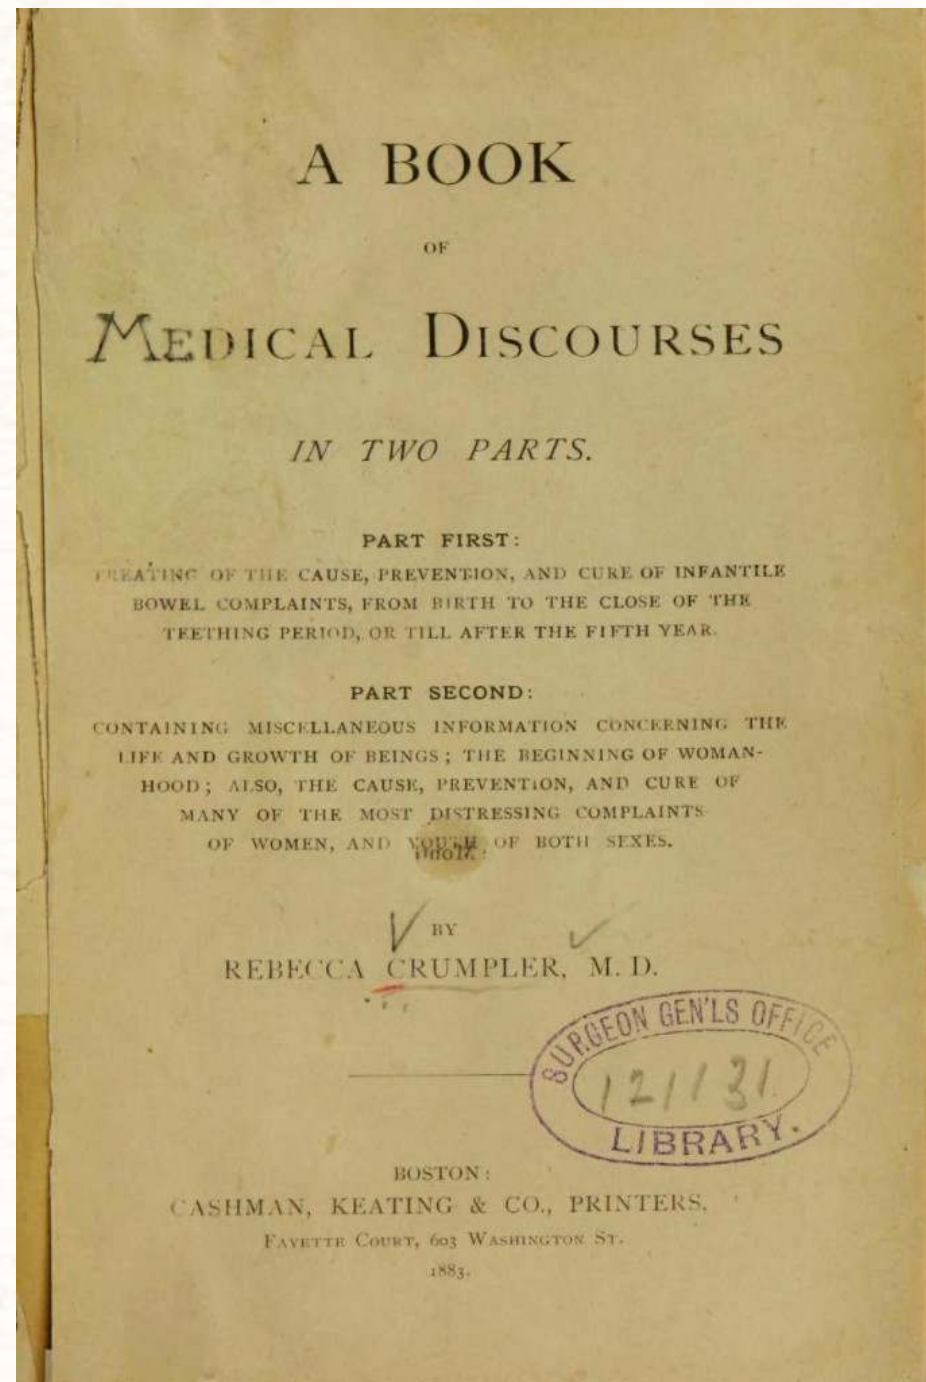 A BOOK
OF
MEDICAL DISCOURSES
IN TWO PARTS.
PART FIRST:
TREATING OF THE CAUSE, PREVENTION, AND CURE OF INFANTILE
BOWEL COMPLAINTS, FROM BIRTH TO THE CLOSE OF THE
TEETHING PERIOD, OR TILL AFTER THE FIFTH YEAR.
PART SECOND:
CONTAINING MISCELLANEOUS INFORMATION CONCERNING THE
LIFE AND GROWTH OF BEINGS; THE BEGINNING OF WOMAN-
HOOD; ALSO, THE CAUSE, PREVENTION, AND CURE OF
MANY OF THE MOST DISTRESSING COMPLAINTS
OF WOMEN, AND YOUTH OF BOTH SEXES.
BY
REBECCA CRUMPLER, M. D.
SURGEON GEN'LS OFFICE
121131
LIBRARY.
BOSTON:
CASHMAN, KEATING & CO., PRINTERS.
FAYETTE COURT, 603 WASHINGTON ST.
1883.